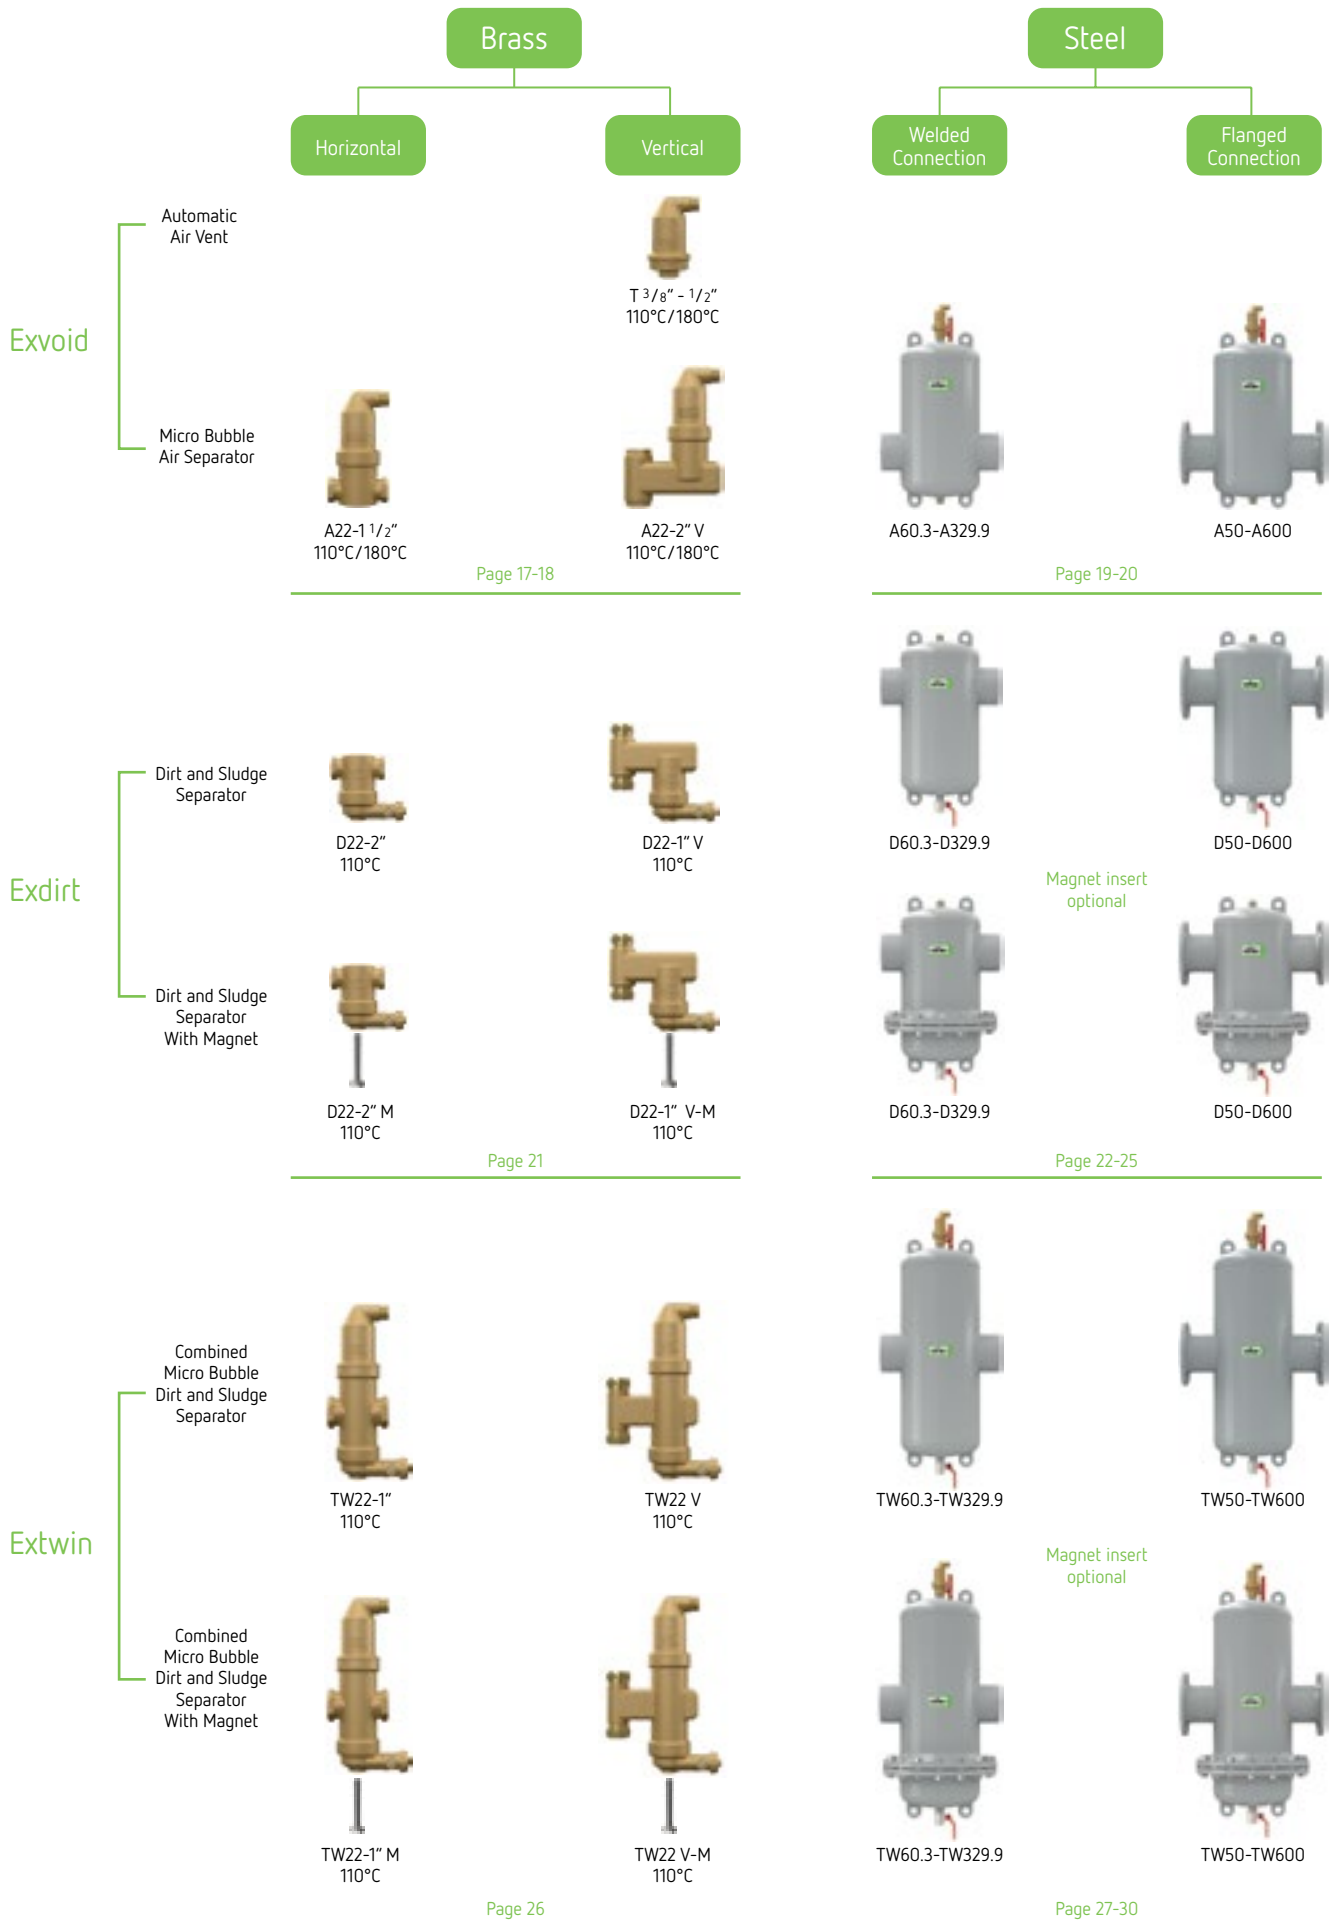 Brass
Steel
Horizontal
Vertical
Welded
Connection
Flanged
Connection
Exvoid
Automatic
Air Vent
T 3/8" - 1/2"
110°C/180°C
Micro Bubble
Air Separator
A22-1 1/2"
110°C/180°C
A22-2" V
110°C/180°C
A60.3-A329.9
A50-A600
Page 17-18
Page 19-20
Exdirt
Dirt and Sludge
Separator
D22-2"
110°C
D22-1" V
110°C
D60.3-D329.9
D50-D600
Magnet insert
optional
Dirt and Sludge
Separator
With Magnet
D22-2" M
110°C
D22-1" V-M
110°C
D60.3-D329.9
D50-D600
Page 21
Page 22-25
Extwin
Combined
Micro Bubble
Dirt and Sludge
Separator
TW22-1"
110°C
TW22 V
110°C
TW60.3-TW329.9
TW50-TW600
Magnet insert
optional
Combined
Micro Bubble
Dirt and Sludge
Separator
With Magnet
TW22-1" M
110°C
TW22 V-M
110°C
TW60.3-TW329.9
TW50-TW600
Page 26
Page 27-30